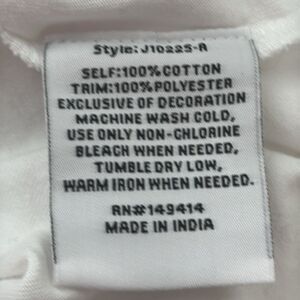 Style: J10225-R
SELF:100% COTTON
TRIM:100% POLYESTER
EXCLUSIVE OF DECORATION
MACHINE WASH COLD,
USE ONLY NON-CHLORINE
BLEACH WHEN NEEDED,
TUMBLE DRY LOW,
WARM IRON WHEN NEEDED.
RN#149414
MADE IN INDIA